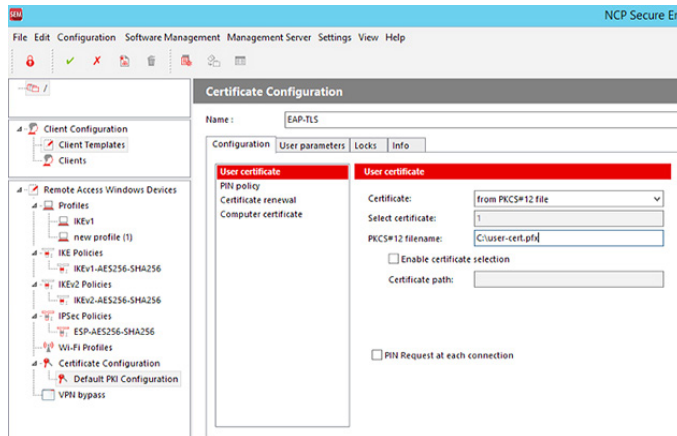 SEM
NCP Secure En
File Edit Configuration Software Management Management Server Settings View Help
/
Client Configuration
Client Templates
Clients
Remote Access Windows Devices
Profiles
IKEv1
new profile (1)
IKE Policies
IKEv1-AES256-SHA256
IKEv2 Policies
IKEv2-AES256-SHA256
IPSec Policies
ESP-AES256-SHA256
Wi-Fi Profiles
Certificate Configuration
Default PKI Configuration
VPN bypass
Certificate Configuration
Name : EAP-TLS
Configuration User parameters Locks Info
User certificate
PIN policy
Certificate renewal
Computer certificate
User certificate
Certificate: from PKCS#12 file
Select certificate: 1
PKCS#12 filename: C:\user-cert.pfx
Enable certificate selection
Certificate path:
PIN Request at each connection